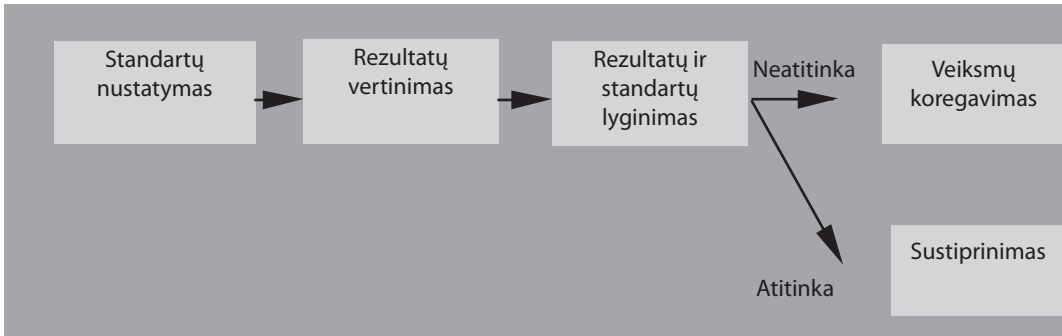 Standartų
nustatymas
Rezultatų
vertinimas
Rezultatų ir
standartų
lyginimas
Neatitinka
Veiksmų
koregavimas
Atitinka
Sustiprinimas